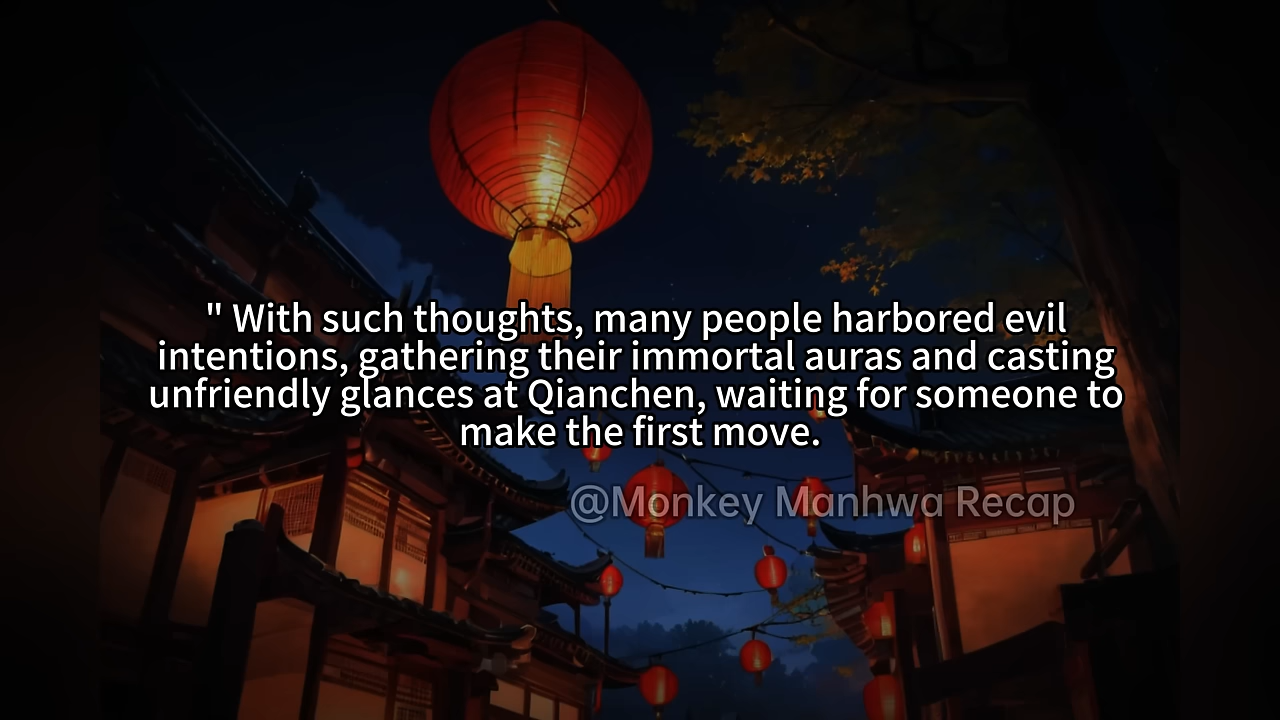 " With such thoughts, many people harbored evil
intentions, gathering their immortal auras and casting
unfriendly glances at Qianchen, waiting for someone to
make the first move.
@Monkey Manhwa Recap